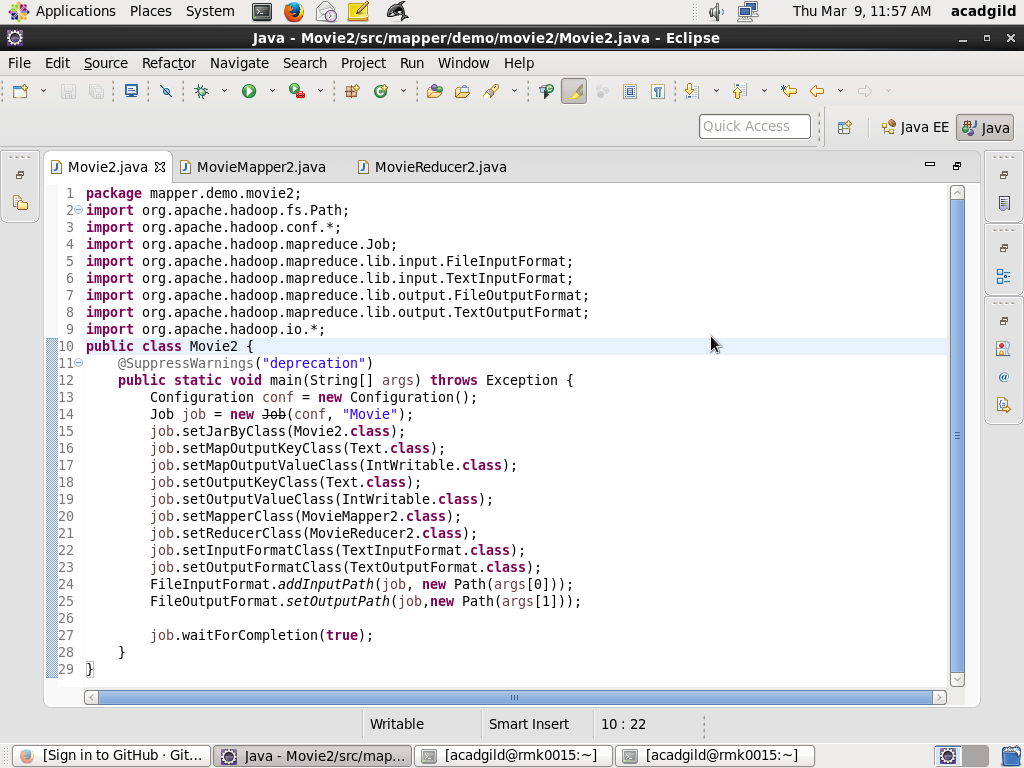 Applications Places System Thu Mar 9, 11:57 AM acadgild
Java - Movie2/src/mapper/demo/movie2/Movie2.java - Eclipse
File Edit Source Refactor Navigate Search Project Run Window Help
Quick Access Java EE Java
Movie2.java MovieMapper2.java MovieReducer2.java
1 package mapper.demo.movie2;
2 import org.apache.hadoop.fs.Path;
3 import org.apache.hadoop.conf.*;
4 import org.apache.hadoop.mapreduce.Job;
5 import org.apache.hadoop.mapreduce.lib.input.FileInputFormat;
6 import org.apache.hadoop.mapreduce.lib.input.TextInputFormat;
7 import org.apache.hadoop.mapreduce.lib.output.FileOutputFormat;
8 import org.apache.hadoop.mapreduce.lib.output.TextOutputFormat;
9 import org.apache.hadoop.io.*;
10 public class Movie2 {
11     @SuppressWarnings("deprecation")
12     public static void main(String[] args) throws Exception {
13         Configuration conf = new Configuration();
14         Job job = new Job(conf, "Movie");
15         job.setJarByClass(Movie2.class);
16         job.setMapOutputKeyClass(Text.class);
17         job.setMapOutputValueClass(IntWritable.class);
18         job.setOutputKeyClass(Text.class);
19         job.setOutputValueClass(IntWritable.class);
20         job.setMapperClass(MovieMapper2.class);
21         job.setReducerClass(MovieReducer2.class);
22         job.setInputFormatClass(TextInputFormat.class);
23         job.setOutputFormatClass(TextOutputFormat.class);
24         FileInputFormat.addInputPath(job, new Path(args[0]));
25         FileOutputFormat.setOutputPath(job,new Path(args[1]));
26
27         job.waitForCompletion(true);
28     }
29 }
Writable Smart Insert 10 : 22
[Sign in to GitHub · Git... Java - Movie2/src/map... [acadgild@rmk0015:~] [acadgild@rmk0015:~]